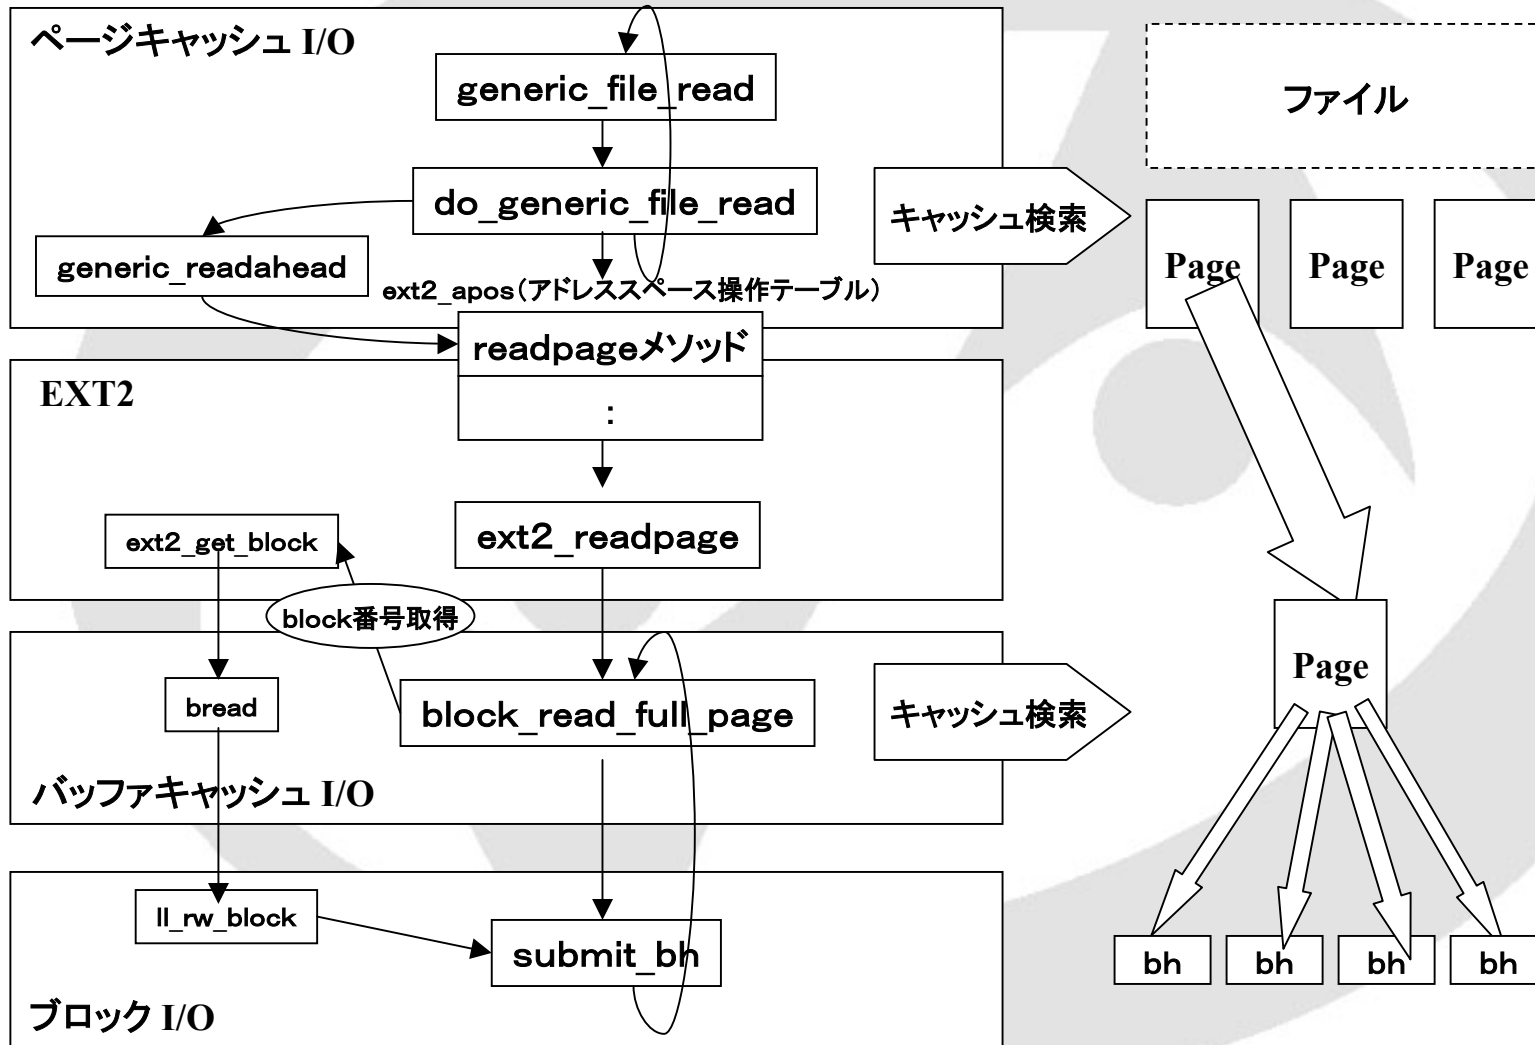 ページキャッシュ I/O
generic_file_read
do_generic_file_read
generic_readahead
ext2_apos(アドレススペース操作テーブル)
readpageメソッド
:
EXT2
ext2_readpage
ext2_get_block
block番号取得
bread
block_read_full_page
バッファキャッシュ I/O
ll_rw_block
submit_bh
ブロック I/O
キャッシュ検索
キャッシュ検索
ファイル
Page
Page
Page
Page
bh
bh
bh
bh